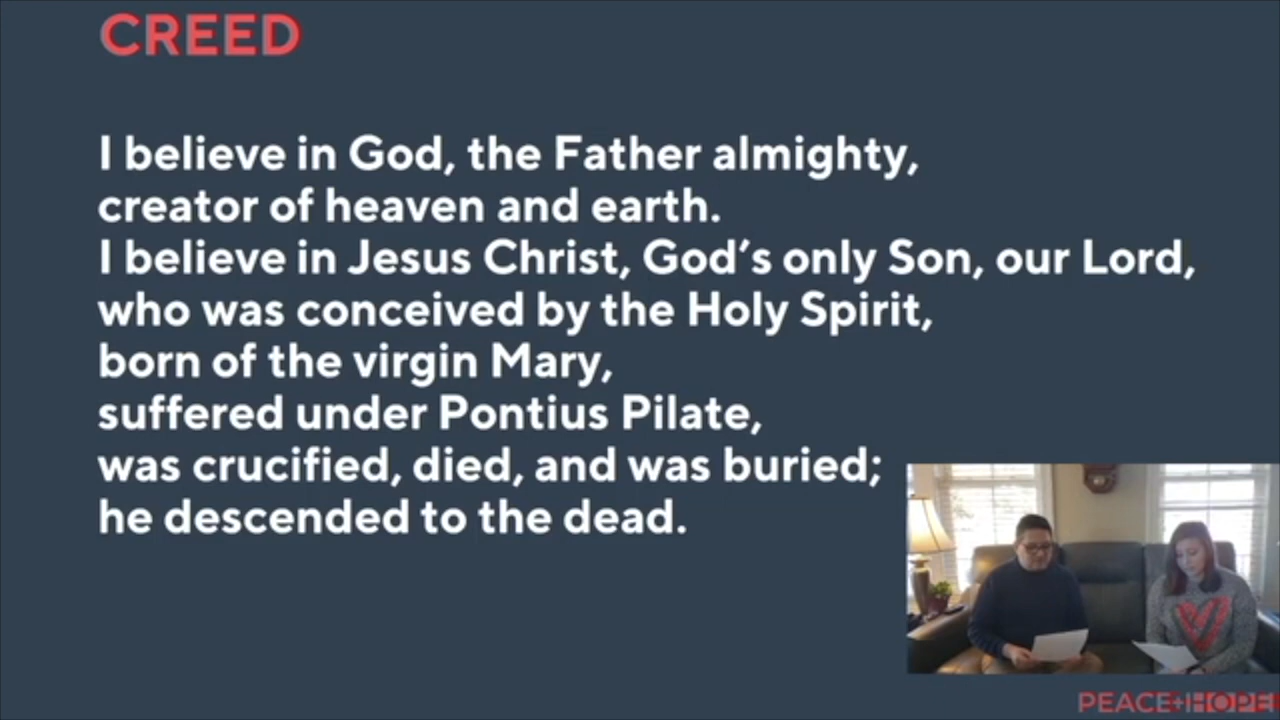 CREED
I believe in God, the Father almighty,
creator of heaven and earth.
I believe in Jesus Christ, God’s only Son, our Lord,
who was conceived by the Holy Spirit,
born of the virgin Mary,
suffered under Pontius Pilate,
was crucified, died, and was buried;
he descended to the dead.
PEACE+HOPE